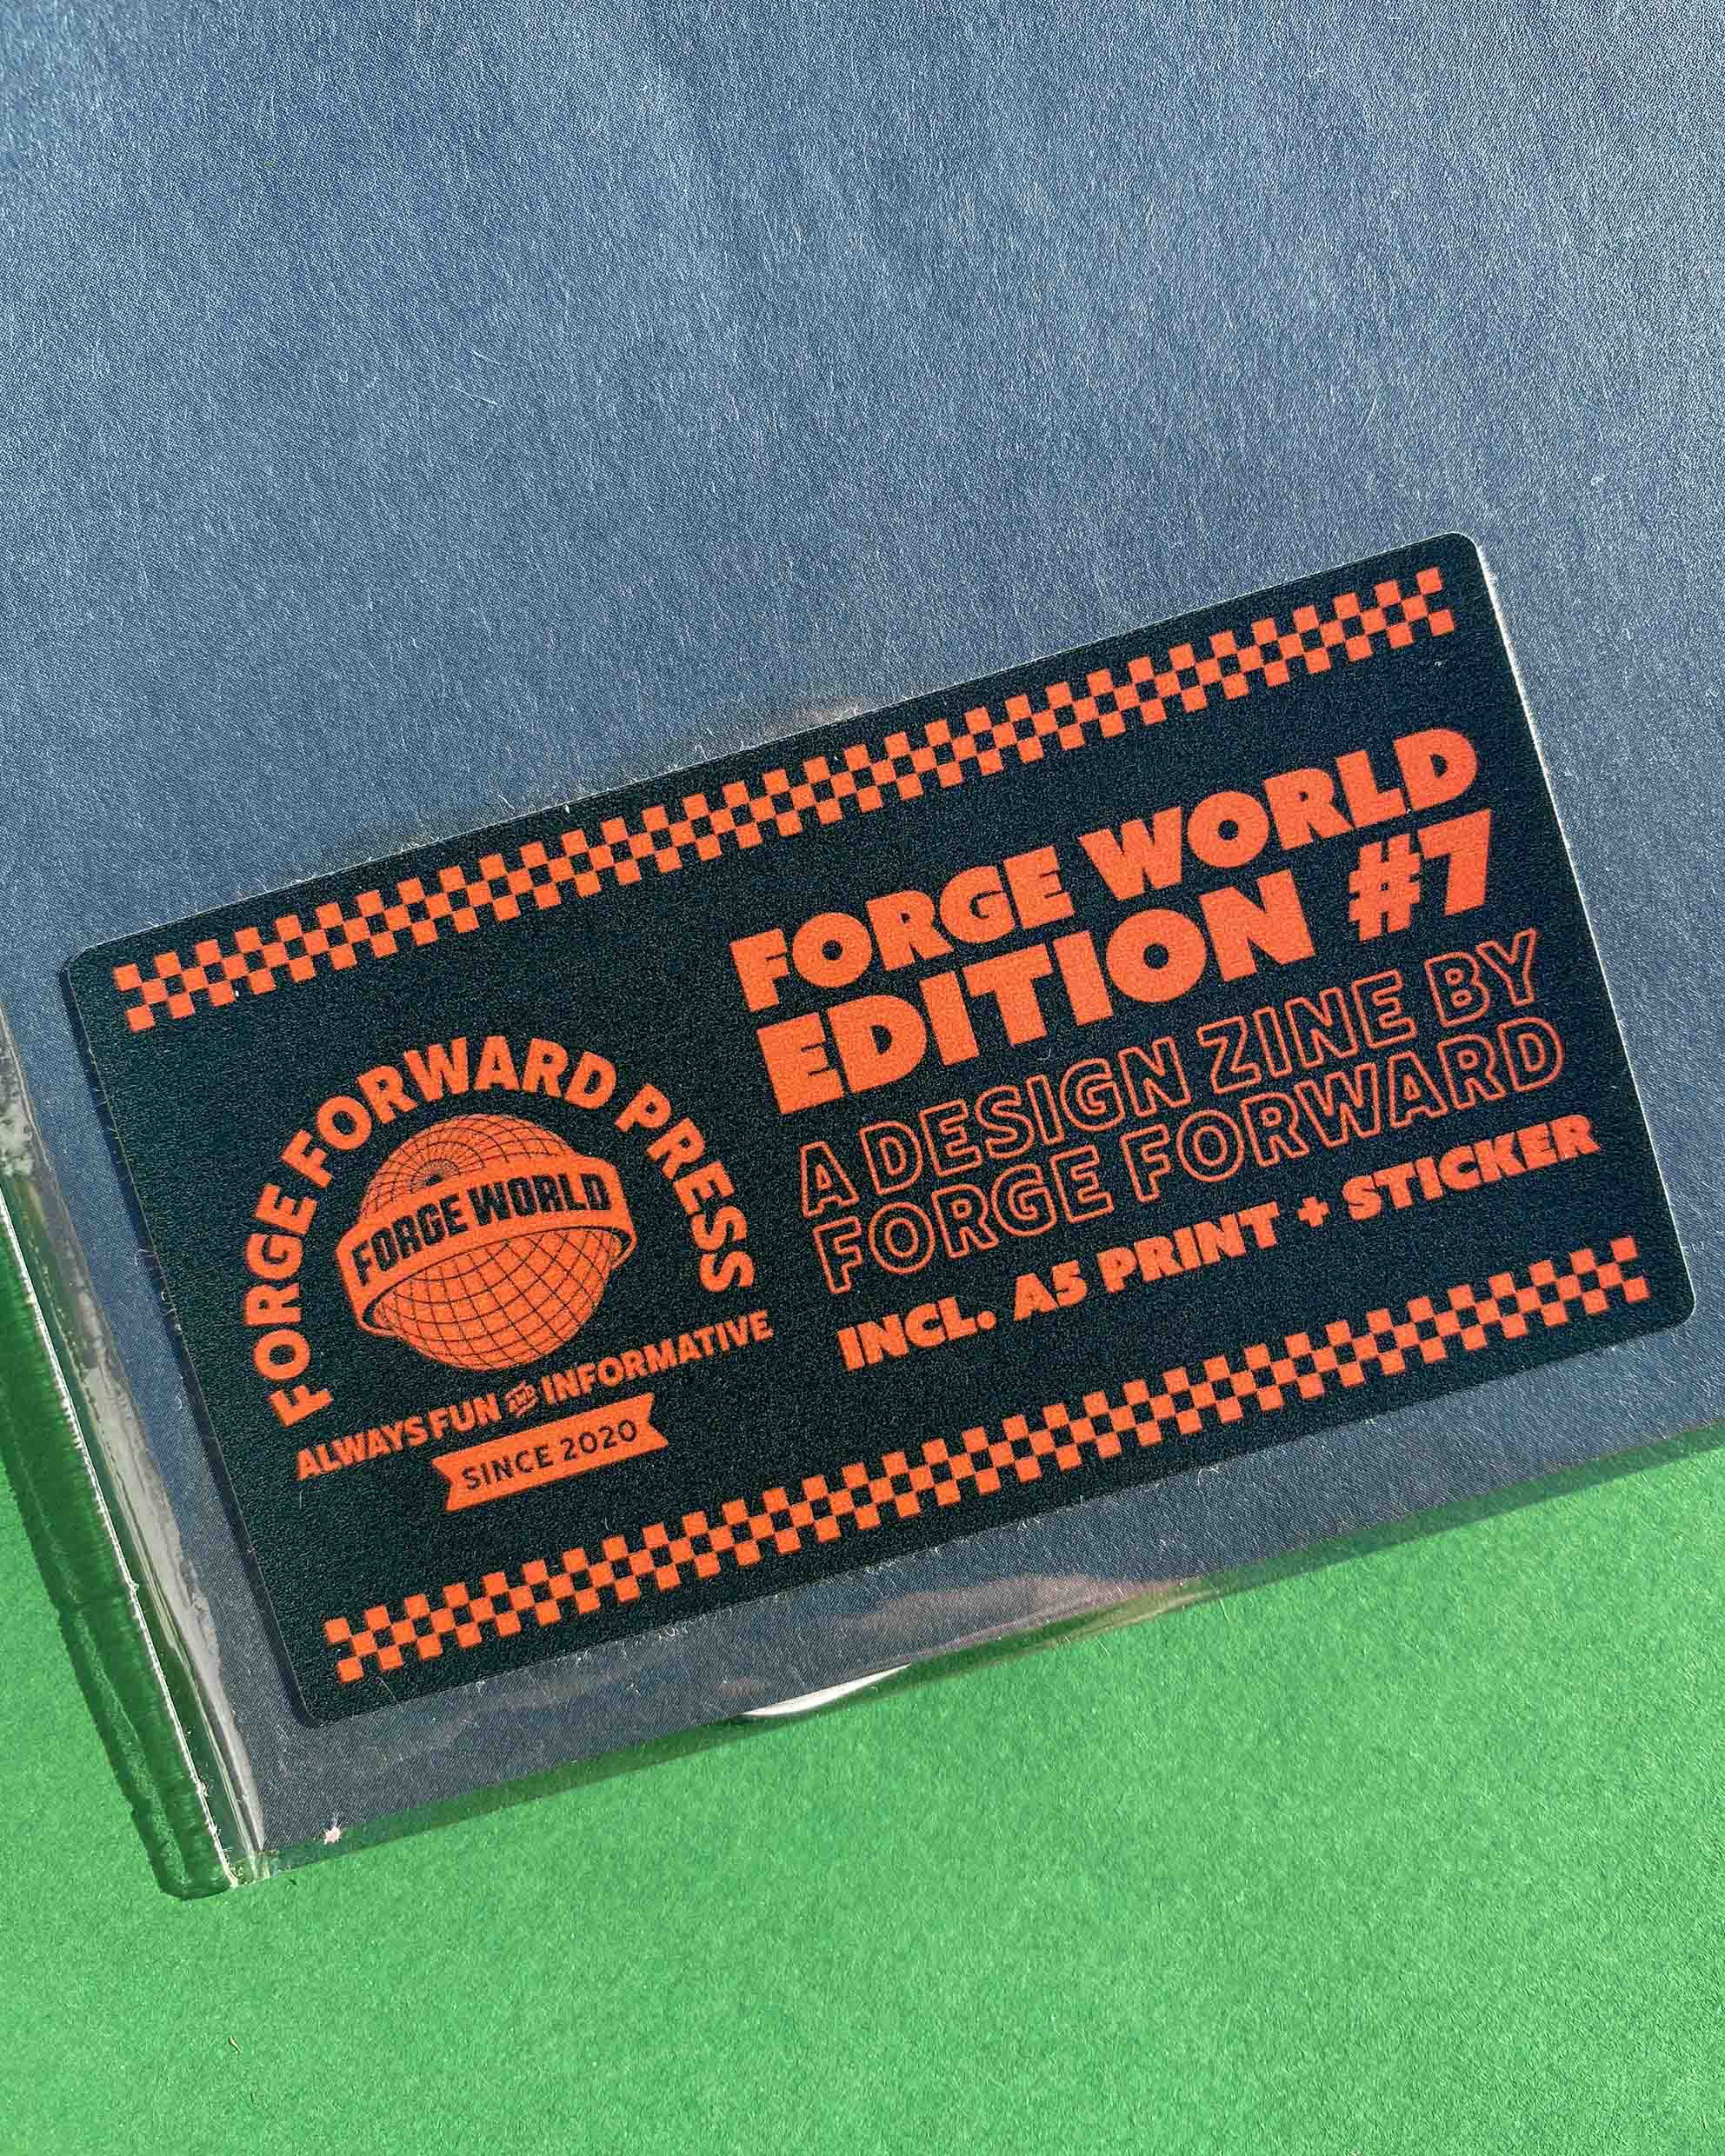 FORGE FORWARD PRESS
FORGE WORLD
ALWAYS FUN AND INFORMATIVE
SINCE 2020
FORGE WORLD
EDITION #7
A DESIGN ZINE BY
FORGE FORWARD
INCL. A5 PRINT + STICKER